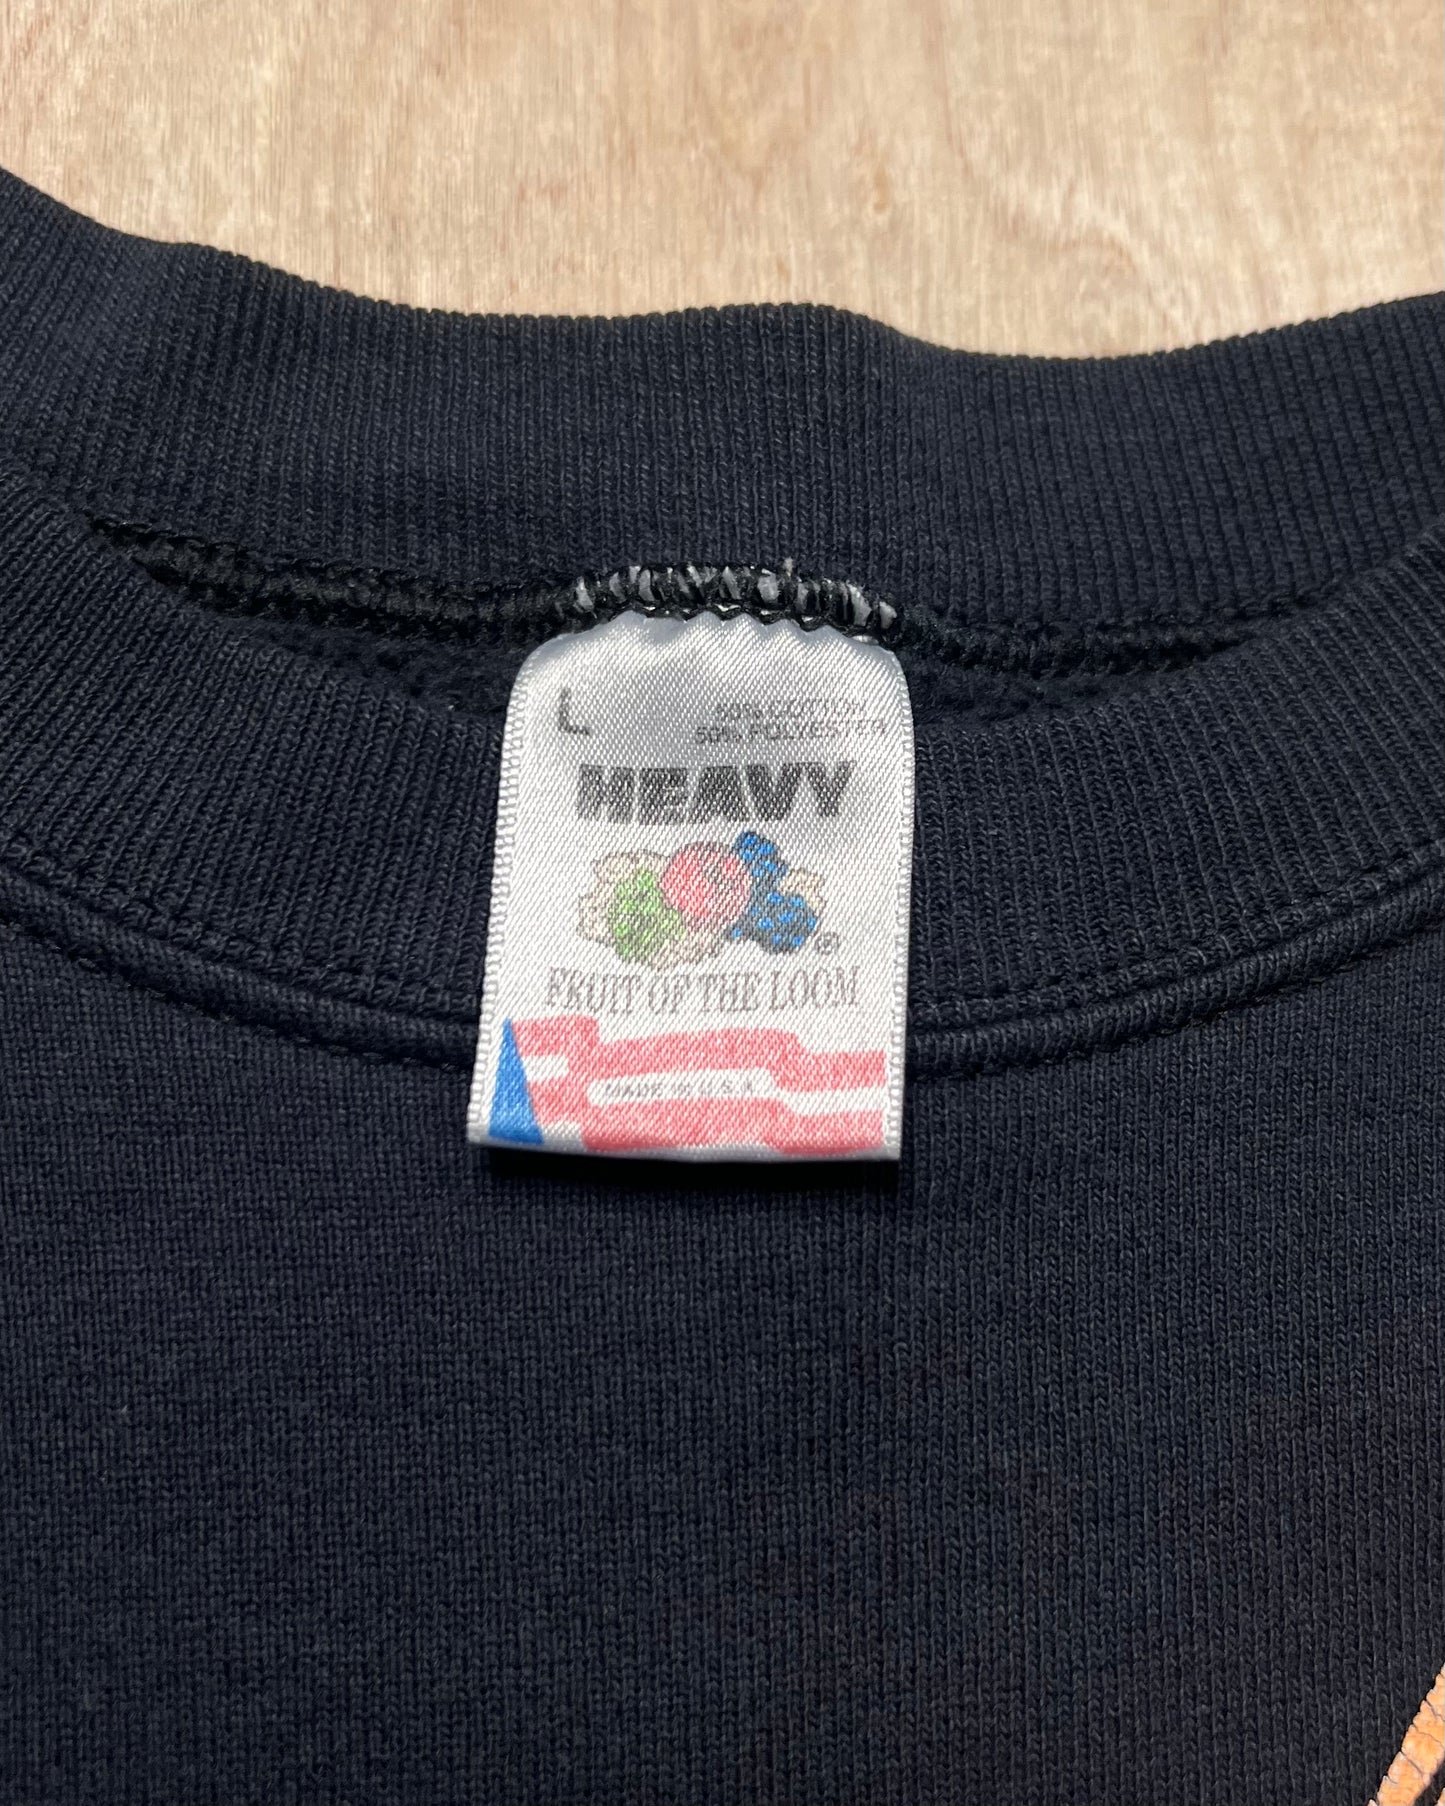 L
50% COTTON
50% POLYESTER
HEAVY
®
FRUIT OF THE LOOM
MADE IN U.S.A.